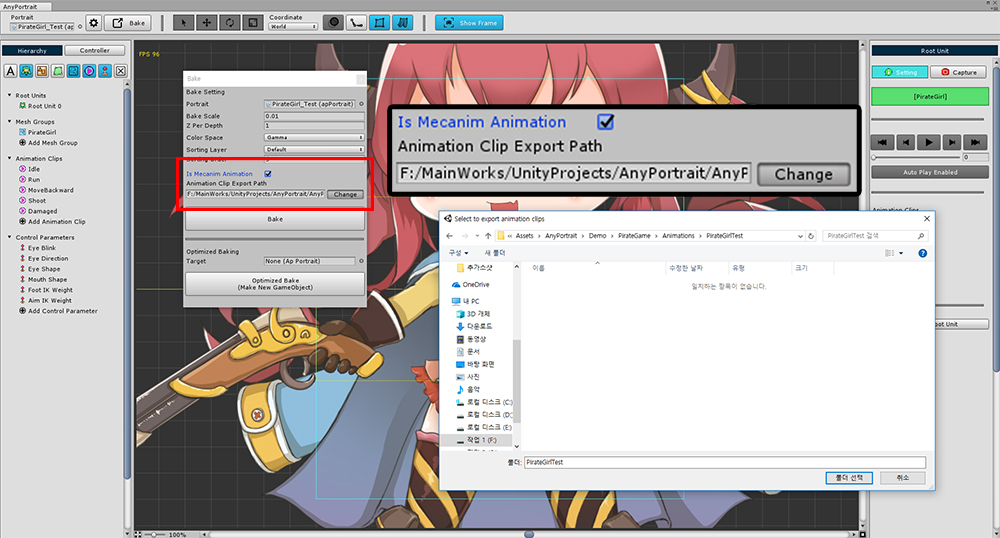 AnyPortrait
Portrait
PirateGirl_Test (ap
Bake
Coordinate
World
Show Frame
Hierarchy
Controller
Root Units
Root Unit 0
Mesh Groups
PirateGirl
Add Mesh Group
Animation Clips
Idle
Run
MoveBackward
Shoot
Damaged
Add Animation Clip
Control Parameters
Eye Blink
Eye Direction
Eye Shape
Mouth Shape
Foot IK Weight
Aim IK Weight
Add Control Parameter
FPS 96
Bake
Bake Setting
Portrait
PirateGirl_Test (apPortrait)
Bake Scale
0.01
Z Per Depth
1
Color Space
Gamma
Sorting Layer
Default
Sorting Order
Is Mecanim Animation
Animation Clip Export Path
F:/MainWorks/UnityProjects/AnyPortrait/AnyF
Change
Bake
Optimized Baking
Target
None (Ap Portrait)
Optimized Bake
(Make New GameObject)
Is Mecanim Animation
Animation Clip Export Path
F:/MainWorks/UnityProjects/AnyPortrait/AnyP
Change
Select to export animation clips
Assets
AnyPortrait
Demo
PirateGame
Animations
PirateGirlTest
PirateGirlTest 검색
구성
새 폴더
이름
수정한 날짜
유형
크기
일치하는 항목이 없습니다.
추가스샷
OneDrive
내 PC
3D 개체
다운로드
동영상
문서
바탕 화면
사진
음악
로컬 디스크 (C:)
로컬 디스크 (D:)
로컬 디스크 (E:)
작업 1 (F:)
폴더:
PirateGirlTest
폴더 선택
취소
Root Unit
Setting
Capture
[PirateGirl]
0
Auto Play Enabled
Animation Clips
oot Unit
100%